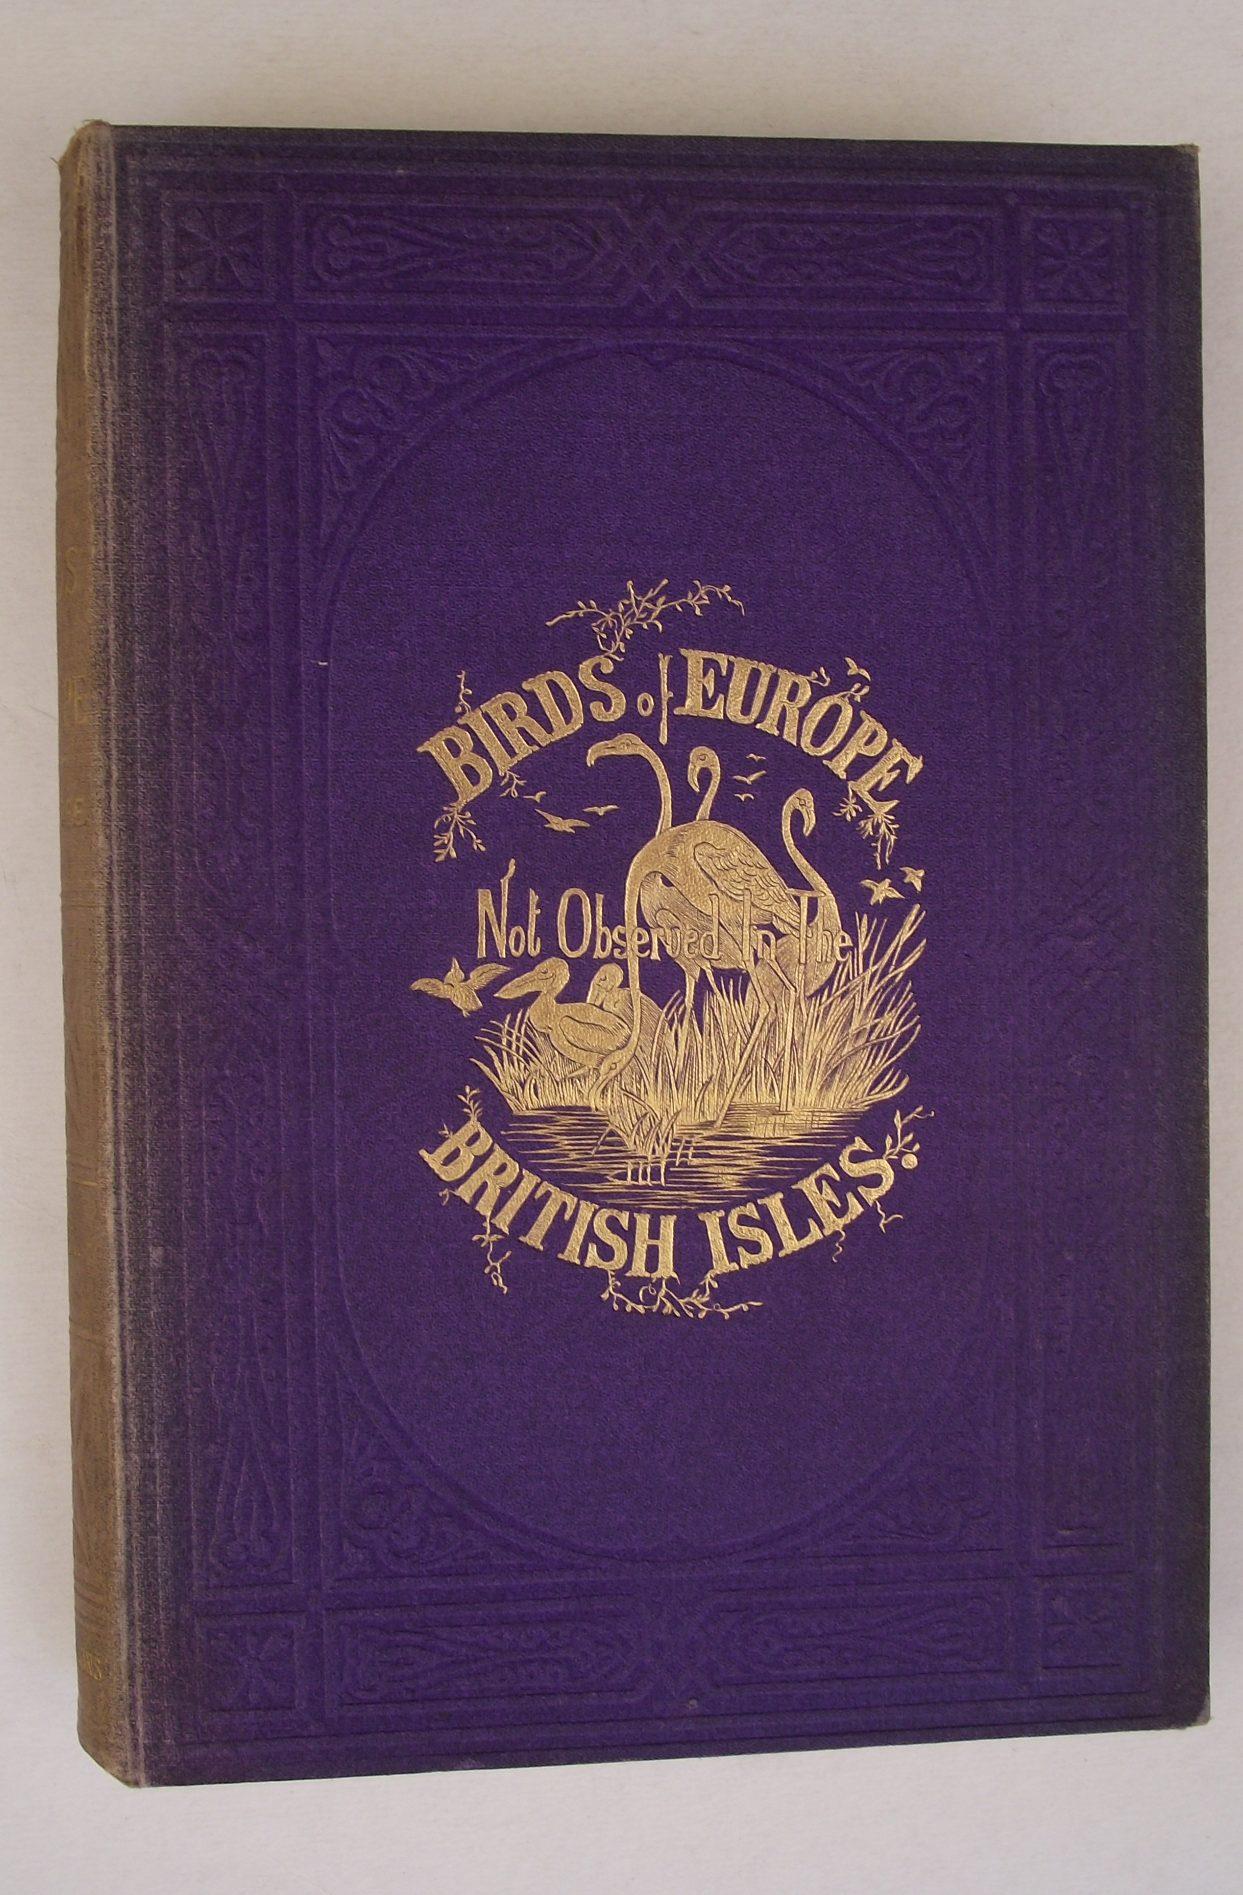 BIRDS of EUROPE
Not Observed In The
BRITISH ISLES.